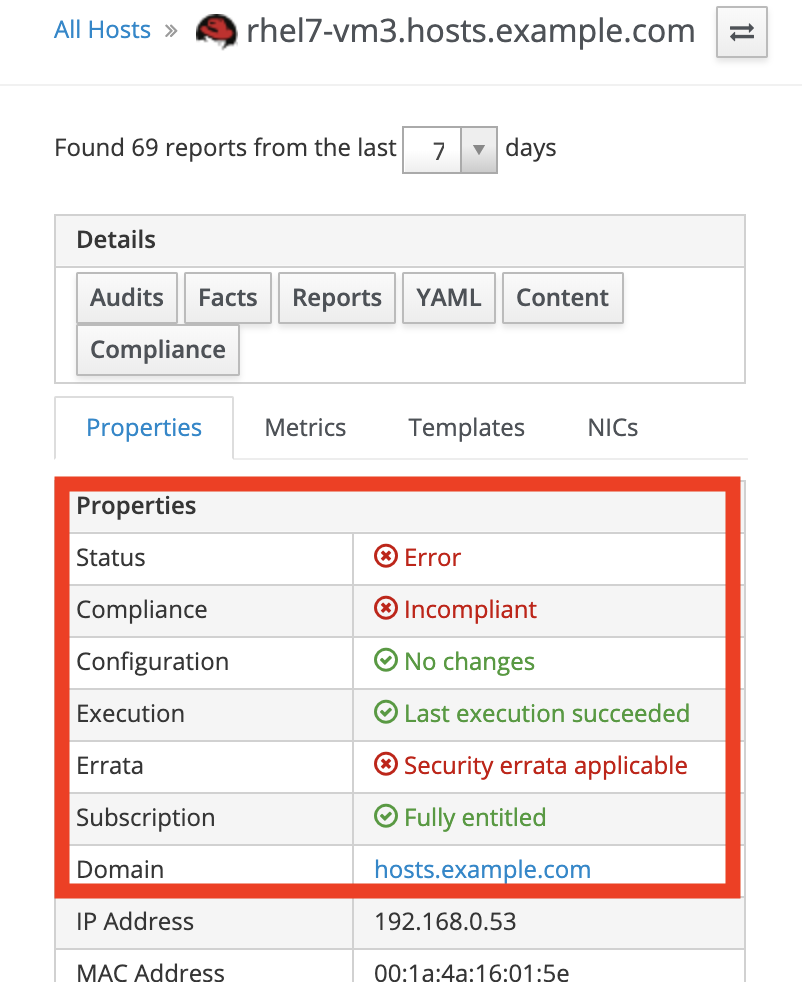 All Hosts » rhel7-vm3.hosts.example.com
Found 69 reports from the last 7 days
Details
Audits Facts Reports YAML Content
Compliance
Properties Metrics Templates NICs
Properties
Status Error
Compliance Incompliant
Configuration No changes
Execution Last execution succeeded
Errata Security errata applicable
Subscription Fully entitled
Domain hosts.example.com
IP Address 192.168.0.53
MAC Address 00:1a:4a:16:01:5e